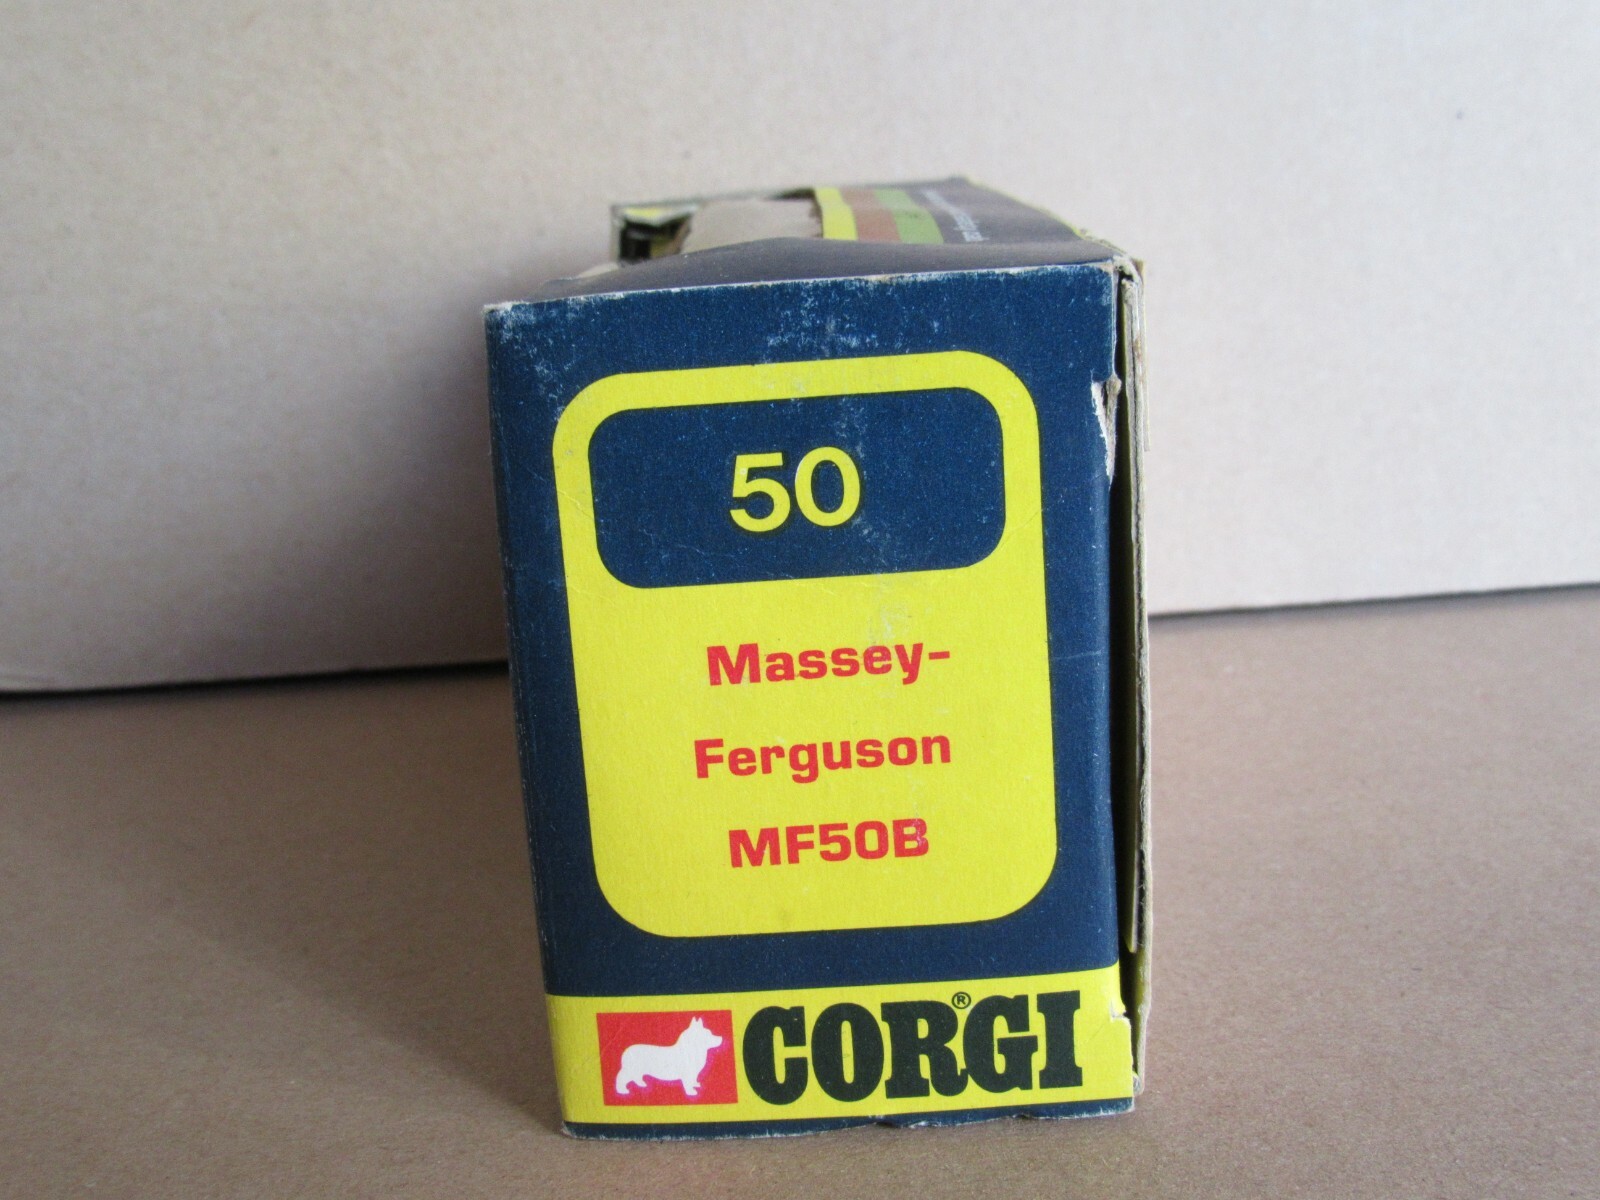 50
Massey-
Ferguson
MF50B
CORGI®